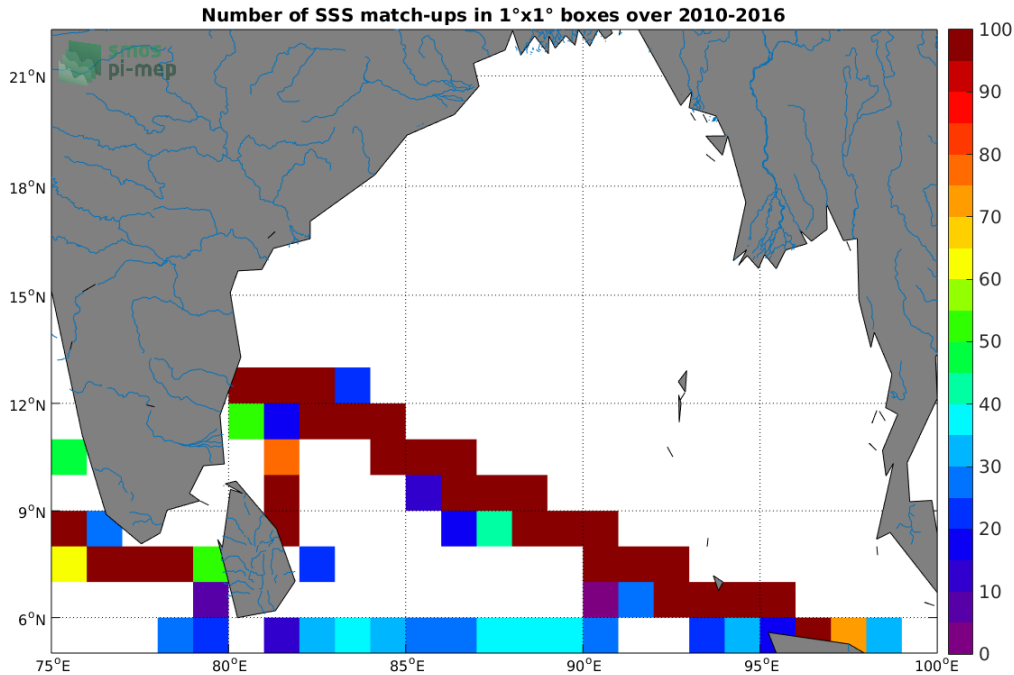 Number of SSS match-ups in 1°x1° boxes over 2010-2016
smos
pi-mep
21°N
18°N
15°N
12°N
9°N
6°N
75°E
80°E
85°E
90°E
95°E
100°E
100
90
80
70
60
50
40
30
20
10
0